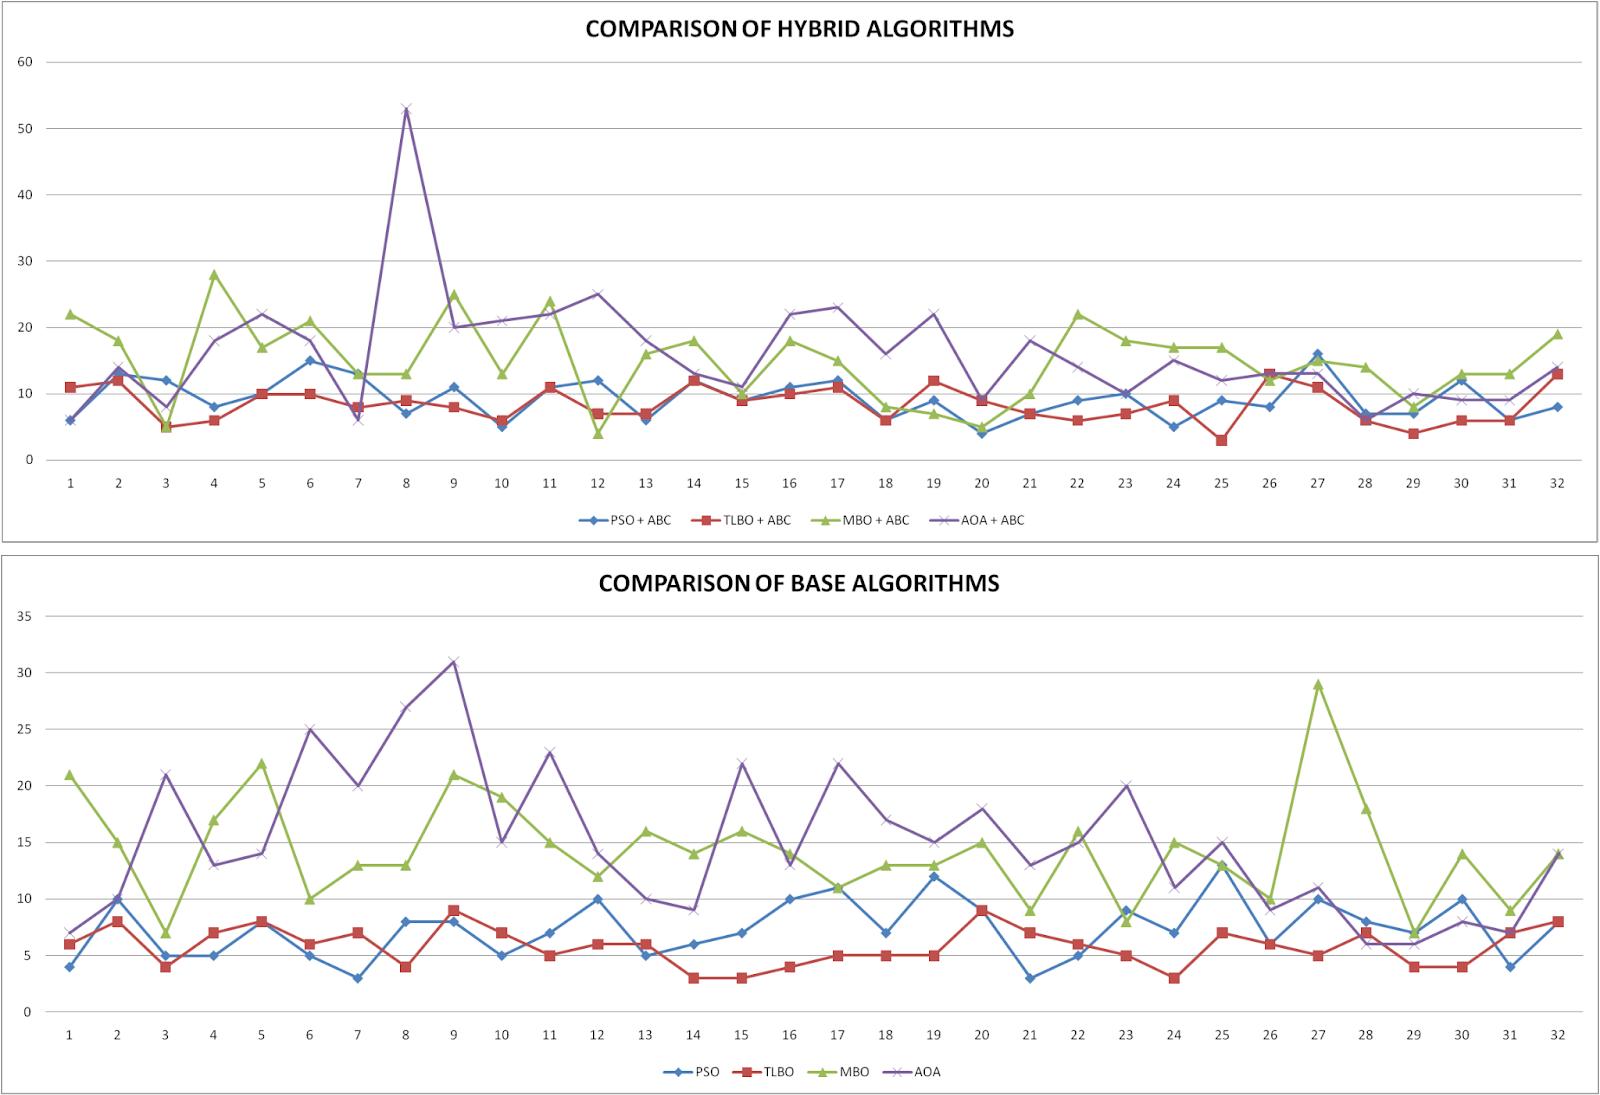 COMPARISON OF HYBRID ALGORITHMS
60
50
40
30
20
10
0
1 2 3 4 5 6 7 8 9 10 11 12 13 14 15 16 17 18 19 20 21 22 23 24 25 26 27 28 29 30 31 32
PSO + ABC TLBO + ABC MBO + ABC AOA + ABC
COMPARISON OF BASE ALGORITHMS
35
30
25
20
15
10
5
0
1 2 3 4 5 6 7 8 9 10 11 12 13 14 15 16 17 18 19 20 21 22 23 24 25 26 27 28 29 30 31 32
PSO TLBO MBO AOA